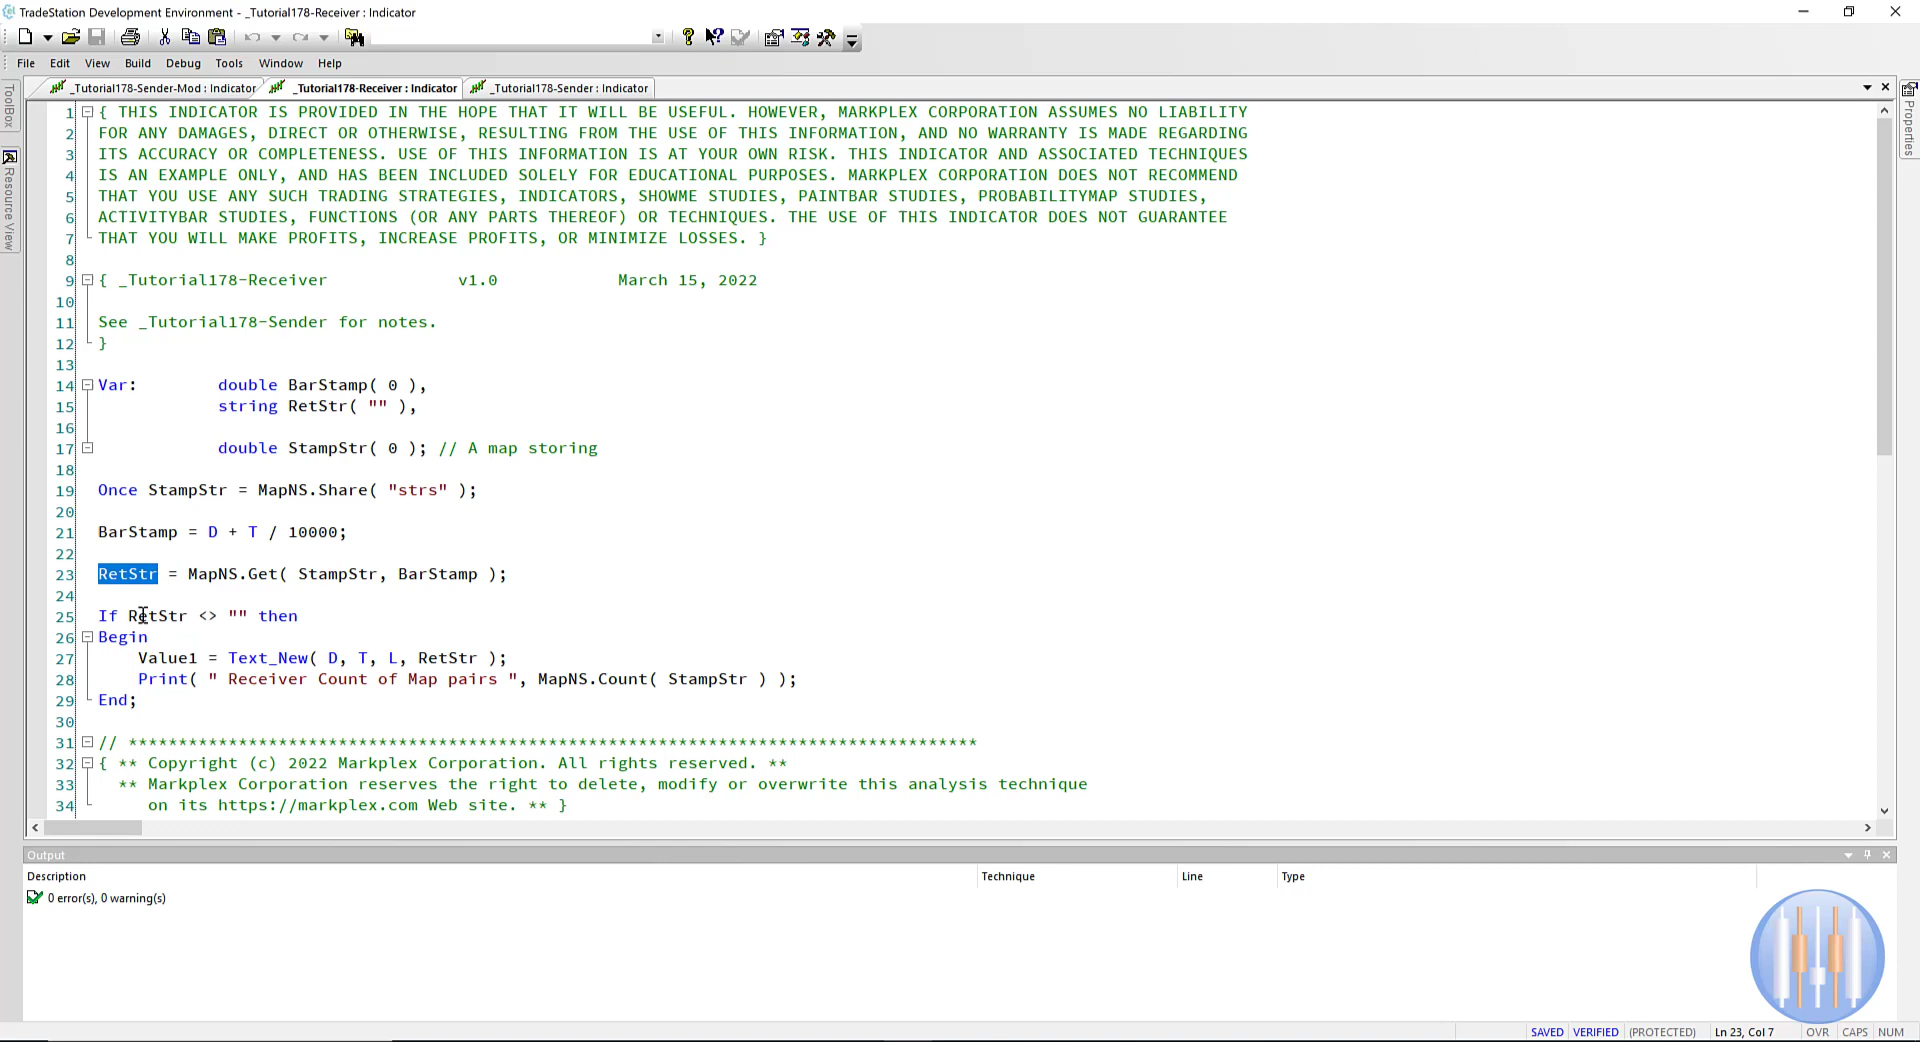 TradeStation Development Environment - _Tutorial178-Receiver : Indicator
File Edit View Build Debug Tools Window Help
_Tutorial178-Sender-Mod : Indicator _Tutorial178-Receiver : Indicator _Tutorial178-Sender : Indicator
ToolBox
Resource View
Properties
1 { THIS INDICATOR IS PROVIDED IN THE HOPE THAT IT WILL BE USEFUL. HOWEVER, MARKPLEX CORPORATION ASSUMES NO LIABILITY
2 FOR ANY DAMAGES, DIRECT OR OTHERWISE, RESULTING FROM THE USE OF THIS INFORMATION, AND NO WARRANTY IS MADE REGARDING
3 ITS ACCURACY OR COMPLETENESS. USE OF THIS INFORMATION IS AT YOUR OWN RISK. THIS INDICATOR AND ASSOCIATED TECHNIQUES
4 IS AN EXAMPLE ONLY, AND HAS BEEN INCLUDED SOLELY FOR EDUCATIONAL PURPOSES. MARKPLEX CORPORATION DOES NOT RECOMMEND
5 THAT YOU USE ANY SUCH TRADING STRATEGIES, INDICATORS, SHOWME STUDIES, PAINTBAR STUDIES, PROBABILITYMAP STUDIES,
6 ACTIVITYBAR STUDIES, FUNCTIONS (OR ANY PARTS THEREOF) OR TECHNIQUES. THE USE OF THIS INDICATOR DOES NOT GUARANTEE
7 THAT YOU WILL MAKE PROFITS, INCREASE PROFITS, OR MINIMIZE LOSSES. }
8
9 { _Tutorial178-Receiver v1.0 March 15, 2022
10
11 See _Tutorial178-Sender for notes.
12 }
13
14 Var: double BarStamp( 0 ),
15 string RetStr( "" ),
16
17 double StampStr( 0 ); // A map storing
18
19 Once StampStr = MapNS.Share( "strs" );
20
21 BarStamp = D + T / 10000;
22
23 RetStr = MapNS.Get( StampStr, BarStamp );
24
25 If RetStr <> "" then
26 Begin
27 Value1 = Text_New( D, T, L, RetStr );
28 Print( " Receiver Count of Map pairs ", MapNS.Count( StampStr ) );
29 End;
30
31 // *************************************************************************************
32 { ** Copyright (c) 2022 Markplex Corporation. All rights reserved. **
33 ** Markplex Corporation reserves the right to delete, modify or overwrite this analysis technique
34 on its https://markplex.com Web site. ** }
Output
Description Technique Line Type
0 error(s), 0 warning(s)
SAVED VERIFIED (PROTECTED) Ln 23, Col 7 OVR CAPS NUM